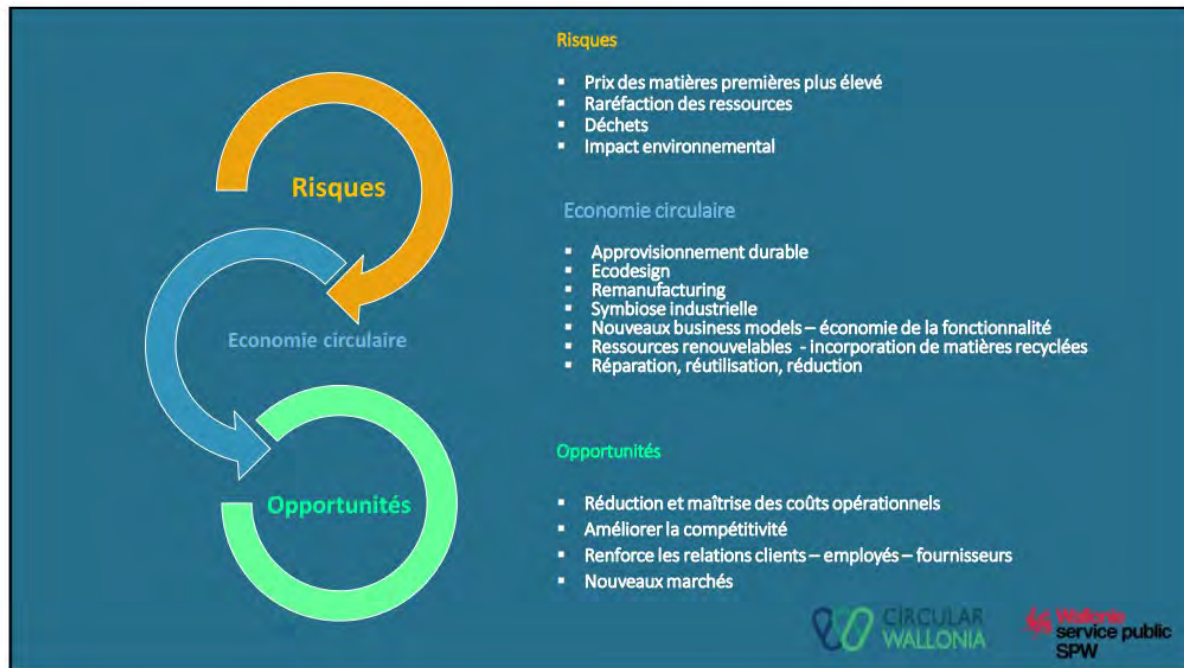 Risques
Economie circulaire
Opportunités
Risques
▪ Prix des matières premières plus élevé
▪ Raréfaction des ressources
▪ Déchets
▪ Impact environnemental
Economie circulaire
▪ Approvisionnement durable
▪ Ecodesign
▪ Remanufacturing
▪ Symbiose industrielle
▪ Nouveaux business models – économie de la fonctionnalité
▪ Ressources renouvelables - incorporation de matières recyclées
▪ Réparation, réutilisation, réduction
Opportunités
▪ Réduction et maîtrise des coûts opérationnels
▪ Améliorer la compétitivité
▪ Renforce les relations clients – employés – fournisseurs
▪ Nouveaux marchés
CIRCULAR
WALLONIA
Wallonie
service public
SPW